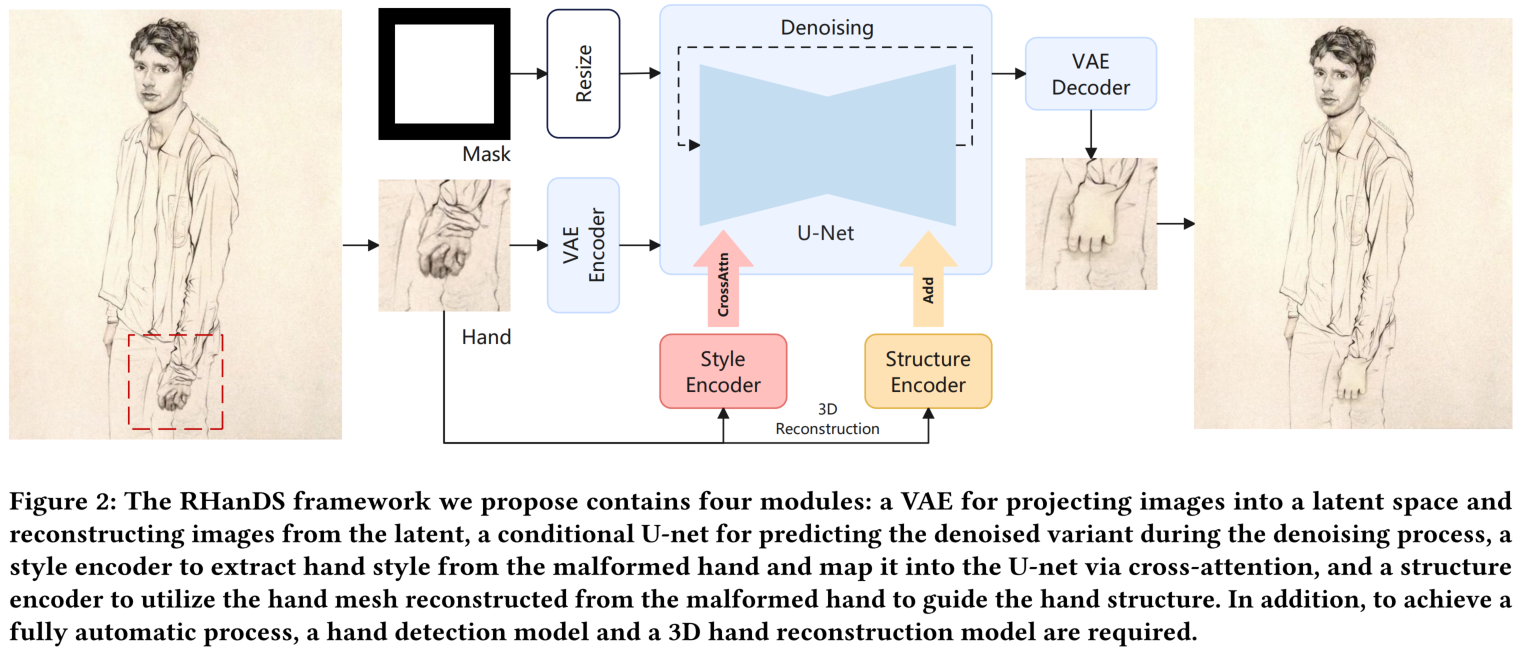 Denoising
Resize
VAE
Decoder
Mask
VAE
Encoder
U-Net
CrossAttn
Add
Hand
Style
Encoder
Structure
Encoder
3D
Reconstruction
Figure 2: The RHanDS framework we propose contains four modules: a VAE for projecting images into a latent space and
reconstructing images from the latent, a conditional U-net for predicting the denoised variant during the denoising process, a
style encoder to extract hand style from the malformed hand and map it into the U-net via cross-attention, and a structure
encoder to utilize the hand mesh reconstructed from the malformed hand to guide the hand structure. In addition, to achieve a
fully automatic process, a hand detection model and a 3D hand reconstruction model are required.